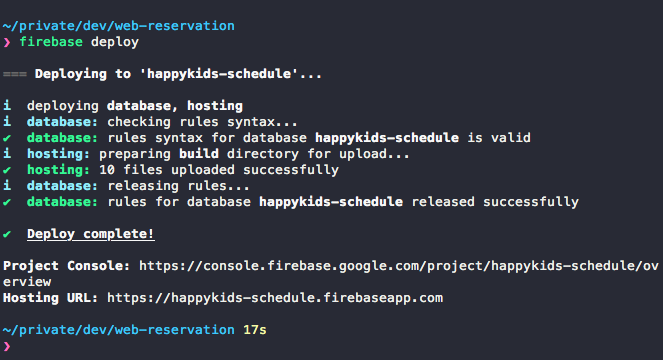 ~/private/dev/web-reservation
❯ firebase deploy
=== Deploying to 'happykids-schedule'...
i  deploying database, hosting
i  database: checking rules syntax...
✔  database: rules syntax for database happykids-schedule is valid
i  hosting: preparing build directory for upload...
✔  hosting: 10 files uploaded successfully
i  database: releasing rules...
✔  database: rules for database happykids-schedule released successfully
✔  Deploy complete!
Project Console: https://console.firebase.google.com/project/happykids-schedule/ov
erview
Hosting URL: https://happykids-schedule.firebaseapp.com
~/private/dev/web-reservation 17s
❯